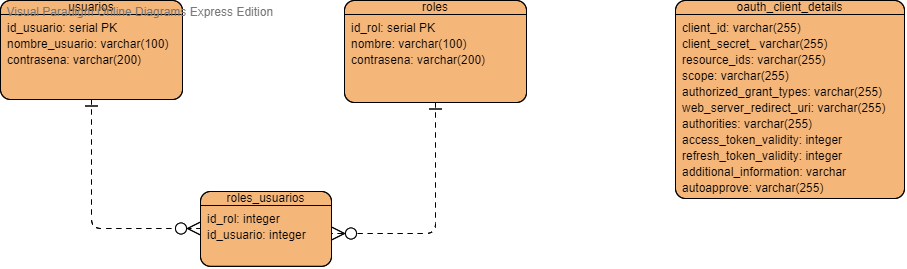 Visual Paradigm Online Diagrams Express Edition
usuarios
id_usuario: serial PK
nombre_usuario: varchar(100)
contrasena: varchar(200)
roles
id_rol: serial PK
nombre: varchar(100)
contrasena: varchar(200)
oauth_client_details
client_id: varchar(255)
client_secret_ varchar(255)
resource_ids: varchar(255)
scope: varchar(255)
authorized_grant_types: varchar(255)
web_server_redirect_uri: varchar(255)
authorities: varchar(255)
access_token_validity: integer
refresh_token_validity: integer
additional_information: varchar
autoapprove: varchar(255)
roles_usuarios
id_rol: integer
id_usuario: integer